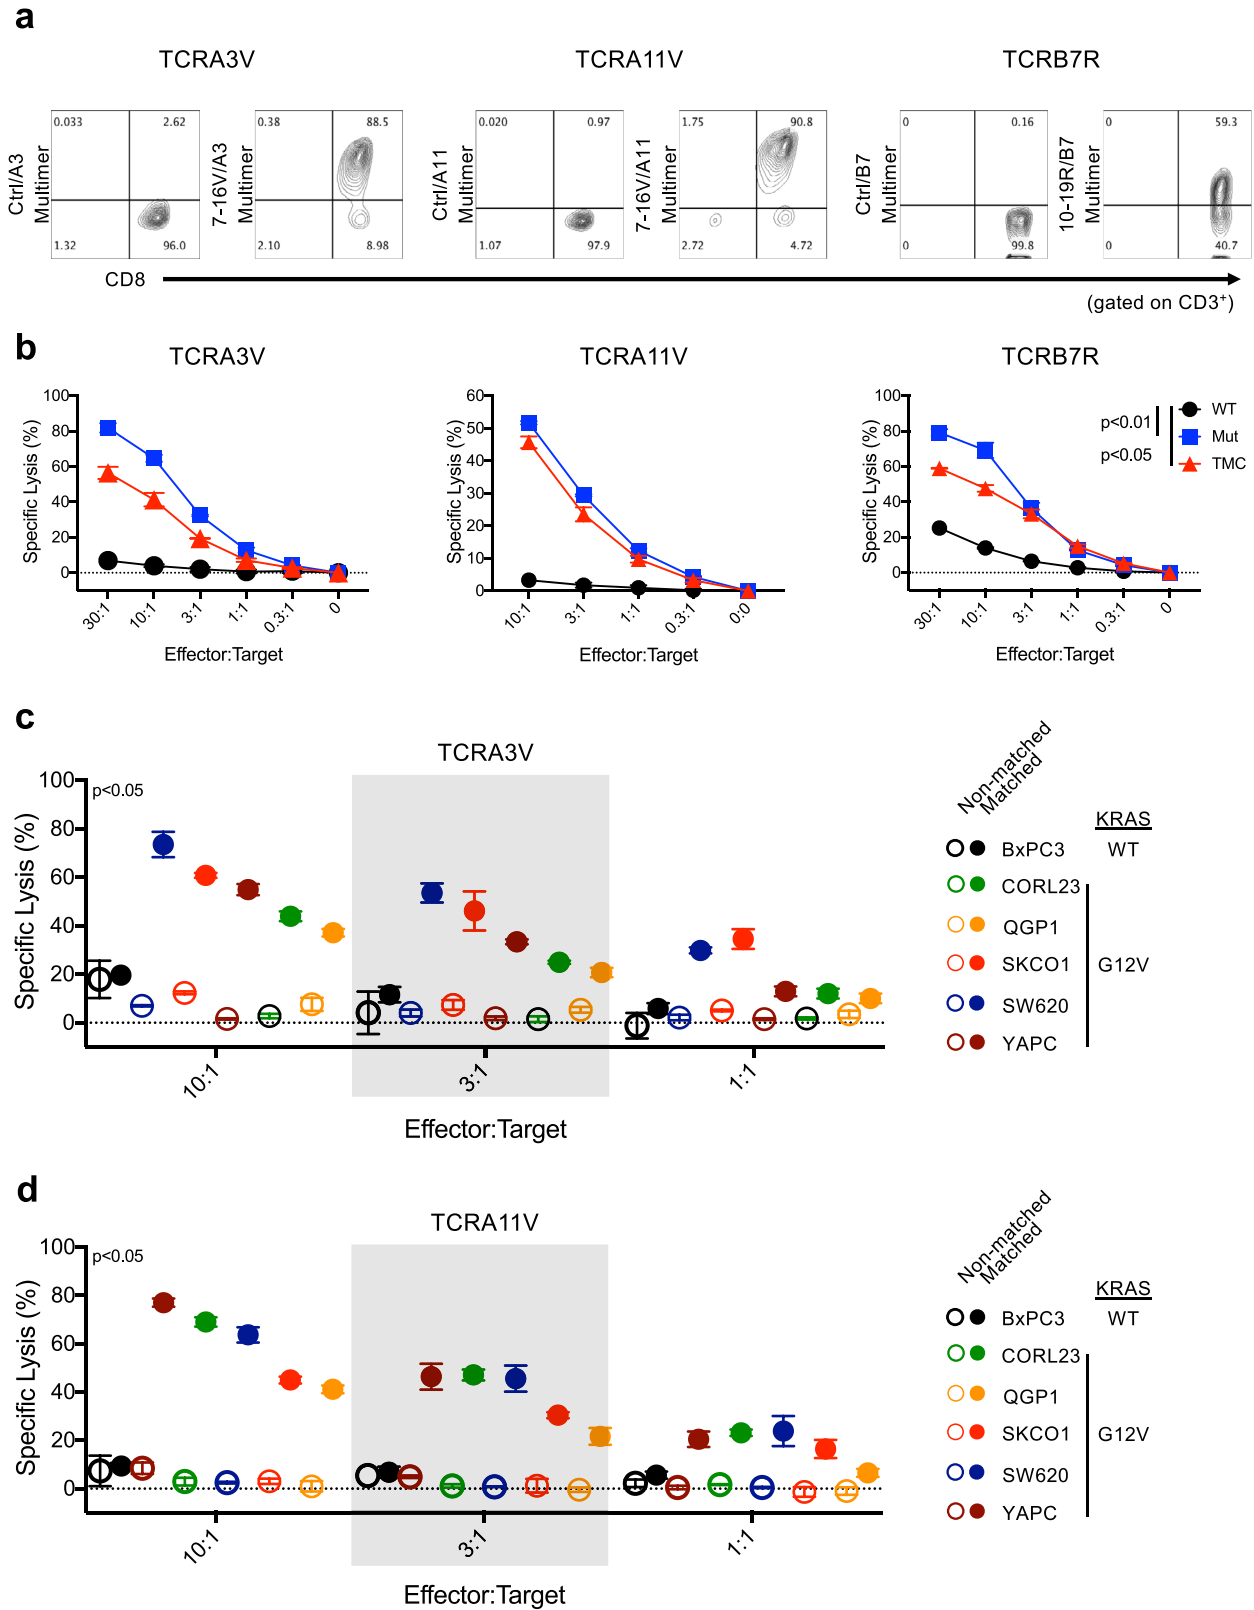 a
TCRA3V
TCRA11V
TCRB7R
Ctrl/A3
Multimer
0.033
2.62
1.32
96.0
7-16V/A3
Multimer
0.38
88.5
2.10
8.98
Ctrl/A11
Multimer
0.020
0.97
1.07
97.9
7-16V/A11
Multimer
1.75
90.8
2.72
4.72
Ctrl/B7
Multimer
0
0.16
0
99.8
10-19R/B7
Multimer
0
59.3
0
40.7
CD8
(gated on CD3⁺)
b
TCRA3V
Specific Lysis (%)
100
80
60
40
20
0
30:1
10:1
3:1
1:1
0.3:1
0
Effector:Target
TCRA11V
Specific Lysis (%)
60
50
40
30
20
10
0
10:1
3:1
1:1
0.3:1
0:0
Effector:Target
TCRB7R
Specific Lysis (%)
100
80
60
40
20
0
30:1
10:1
3:1
1:1
0.3:1
0
Effector:Target
p<0.01
p<0.05
WT
Mut
TMC
c
TCRA3V
Specific Lysis (%)
100
80
60
40
20
0
p<0.05
10:1
3:1
1:1
Effector:Target
Non-matched
Matched
KRAS
BxPC3
WT
CORL23
QGP1
SKCO1
G12V
SW620
YAPC
d
TCRA11V
Specific Lysis (%)
100
80
60
40
20
0
p<0.05
10:1
3:1
1:1
Effector:Target
Non-matched
Matched
KRAS
BxPC3
WT
CORL23
QGP1
SKCO1
G12V
SW620
YAPC